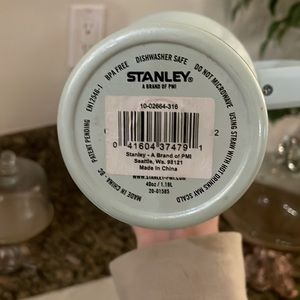 BPA FREE
DISHWASHER SAFE
DO NOT MICROWAVE
USING STRAW WITH HOT DRINKS MAY SCALD
EN12546-1
PATENT PENDING
STANLEY®
A BRAND OF PMI
10-02664-316
2
0 41604 37479 1
Stanley - A Brand of PMI
Seattle, Wa. 98121
Made In China
WWW.STANLEY-PMI.COM
40oz / 1.18L
20-01585
MADE IN CHINA - RC